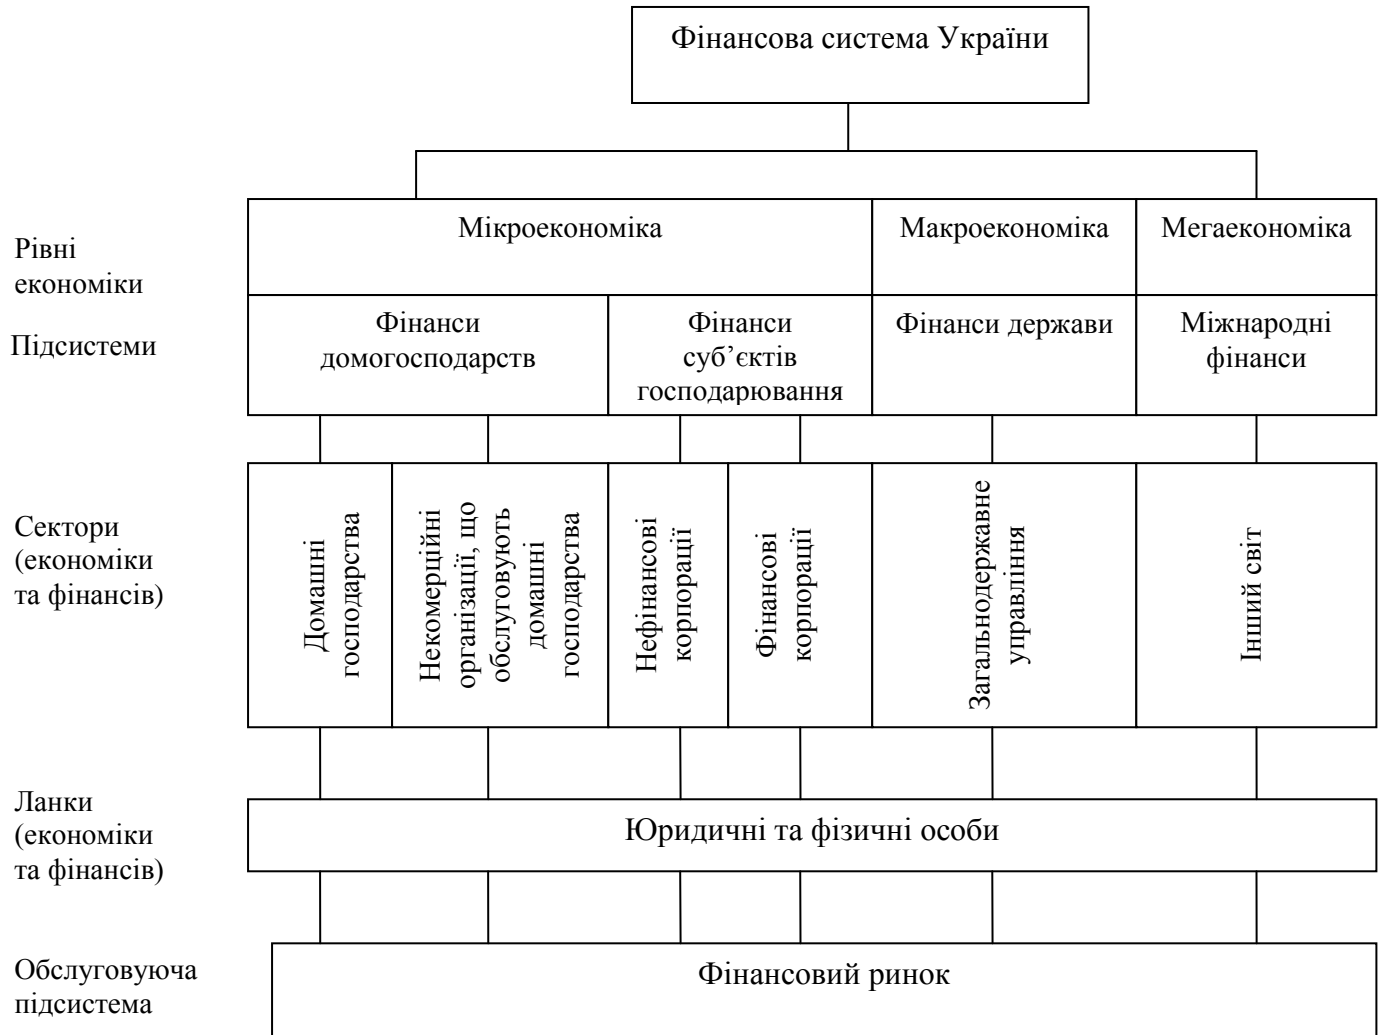 Фінансова система України
Рівні
економіки
Мікроекономіка
Макроекономіка
Мегаекономіка
Підсистеми
Фінанси
домогосподарств
Фінанси
суб’єктів
господарювання
Фінанси держави
Міжнародні
фінанси
Сектори
(економіки
та фінансів)
Домашні
господарства
Некомерційні
організації, що
обслуговують
домашні
господарства
Нефінансові
корпорації
Фінансові
корпорації
Загальнодержавне
управління
Інший світ
Ланки
(економіки
та фінансів)
Юридичні та фізичні особи
Обслуговуюча
підсистема
Фінансовий ринок